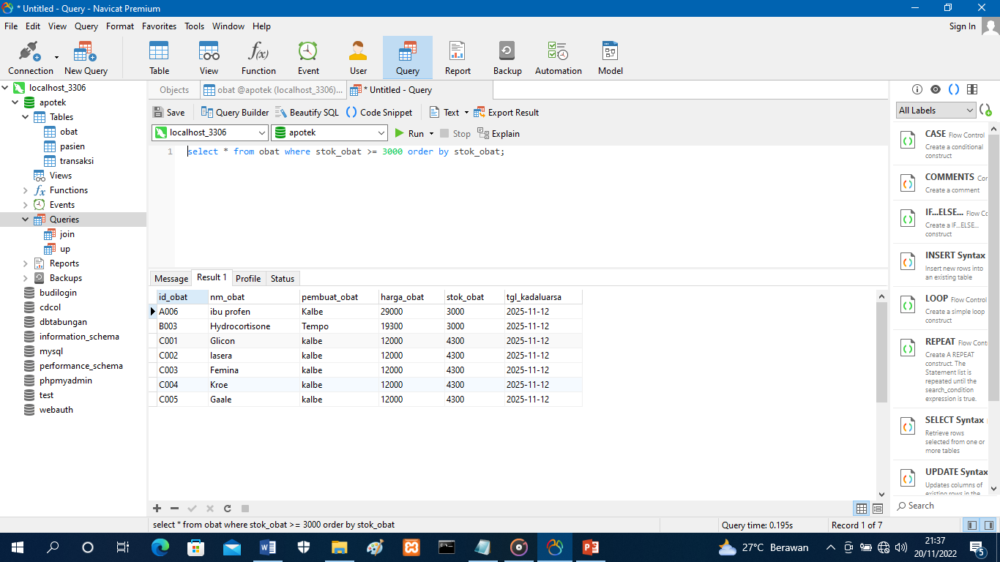 * Untitled - Query - Navicat Premium
File Edit View Query Format Favorites Tools Window Help Sign In
Connection New Query Table View Function Event User Query Report Backup Automation Model
f(x)
localhost_3306
apotek
Tables
obat
pasien
transaksi
Views
Functions
Events
Queries
join
up
Reports
Backups
budilogin
cdcol
dbtabungan
information_schema
mysql
performance_schema
phpmyadmin
test
webauth
Objects obat @apotek (localhost_3306)... * Untitled - Query
Save Query Builder Beautify SQL Code Snippet Text Export Result
localhost_3306 apotek Run Stop Explain
1 select * from obat where stok_obat >= 3000 order by stok_obat;
Message Result 1 Profile Status
id_obat nm_obat pembuat_obat harga_obat stok_obat tgl_kadaluarsa
A006 ibu profen Kalbe 29000 3000 2025-11-12
B003 Hydrocortisone Tempo 19300 3000 2025-11-12
C001 Glicon kalbe 12000 4300 2025-11-12
C002 lasera kalbe 12000 4300 2025-11-12
C003 Femina kalbe 12000 4300 2025-11-12
C004 Kroe kalbe 12000 4300 2025-11-12
C005 Gaale kalbe 12000 4300 2025-11-12
All Labels
CASE Flow Control
Create a conditional
construct
COMMENTS Cor
Create a comment
IF...ELSE... Flow Cc
Create a IF...ELSE...
construct
INSERT Syntax
Insert new rows into
an existing table
LOOP Flow Control
Create a simple loop
construct
REPEAT Flow Cont
Create A REPEAT
construct. The
Statement list is
repeated until the
search_condition
expression is true.
SELECT Syntax
Retrieve rows
selected from one or
more tables
UPDATE Syntax
Updates columns of
existing rows in the
Search
select * from obat where stok_obat >= 3000 order by stok_obat Query time: 0.195s Record 1 of 7
27°C Berawan
21:37
20/11/2022
5